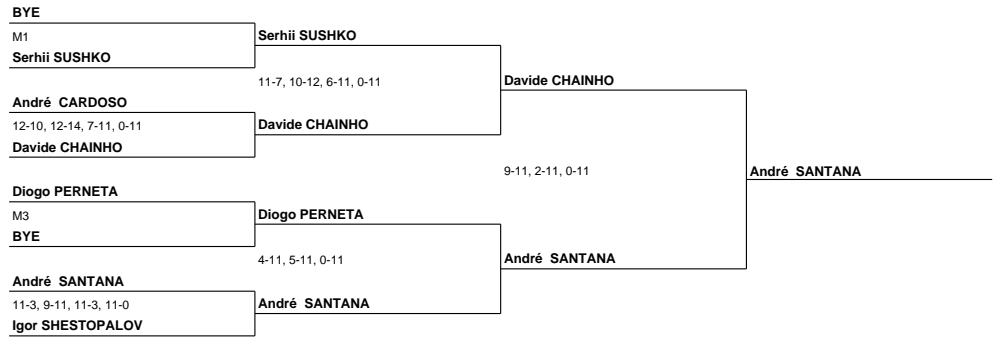 BYE
M1
Serhii SUSHKO
Serhii SUSHKO
11-7, 10-12, 6-11, 0-11
André CARDOSO
12-10, 12-14, 7-11, 0-11
Davide CHAINHO
Davide CHAINHO
Davide CHAINHO
9-11, 2-11, 0-11
André SANTANA
Diogo PERNETA
M3
BYE
Diogo PERNETA
4-11, 5-11, 0-11
André SANTANA
André SANTANA
11-3, 9-11, 11-3, 11-0
Igor SHESTOPALOV
André SANTANA